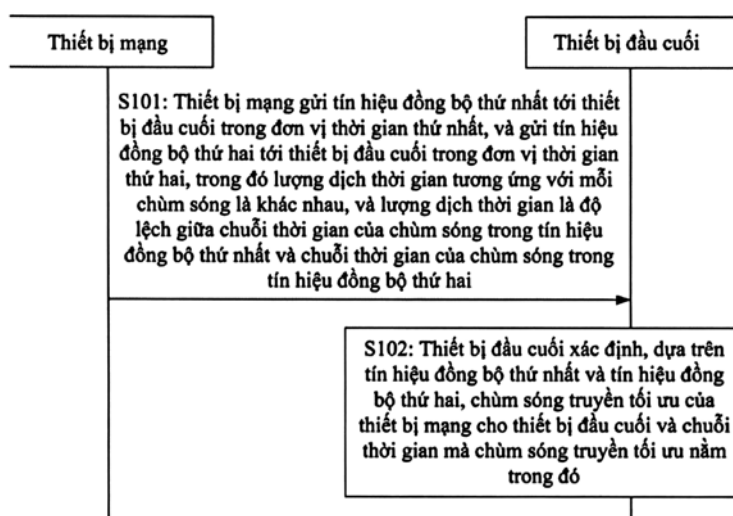 Thiết bị mạng
Thiết bị đầu cuối
S101: Thiết bị mạng gửi tín hiệu đồng bộ thứ nhất tới thiết
bị đầu cuối trong đơn vị thời gian thứ nhất, và gửi tín hiệu
đồng bộ thứ hai tới thiết bị đầu cuối trong đơn vị thời gian
thứ hai, trong đó lượng dịch thời gian tương ứng với mỗi
chùm sóng là khác nhau, và lượng dịch thời gian là độ
lệch giữa chuỗi thời gian của chùm sóng trong tín hiệu
đồng bộ thứ nhất và chuỗi thời gian của chùm sóng trong
tín hiệu đồng bộ thứ hai
S102: Thiết bị đầu cuối xác định, dựa trên
tín hiệu đồng bộ thứ nhất và tín hiệu đồng
bộ thứ hai, chùm sóng truyền tối ưu của
thiết bị mạng cho thiết bị đầu cuối và chuỗi
thời gian mà chùm sóng truyền tối ưu nằm
trong đó